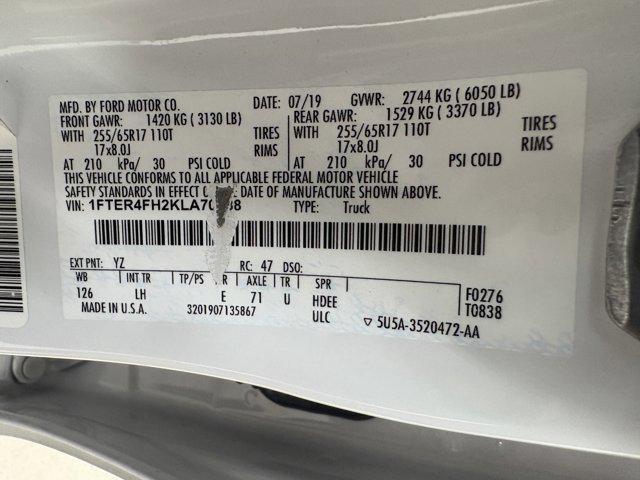 MFD. BY FORD MOTOR CO. DATE: 07/19 GVWR: 2744 KG ( 6050 LB)
FRONT GAWR: 1420 KG ( 3130 LB) REAR GAWR: 1529 KG ( 3370 LB)
WITH 255/65R17 110T TIRES WITH 255/65R17 110T TIRES
17x8.0J RIMS 17x8.0J RIMS
AT 210 kPa/ 30 PSI COLD AT 210 kPa/ 30 PSI COLD
THIS VEHICLE CONFORMS TO ALL APPLICABLE FEDERAL MOTOR VEHICLE
SAFETY STANDARDS IN EFFECT DATE OF MANUFACTURE SHOWN ABOVE.
VIN: TYPE: Truck
EXT PNT: YZ RC: 47 DSO:
WB INT TR TP/PS R AXLE TR SPR
126 LH E 71 U HDEE F0276
MADE IN U.S.A. 3201907135867 ULC ▽ 5U5A-3520472-AA T0838